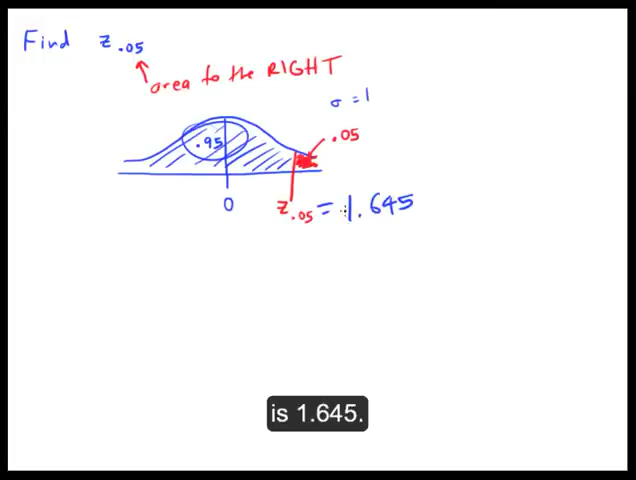 Find z.05
area to the RIGHT
σ = 1
.95
.05
0
z.05 = 1.645
is 1.645.